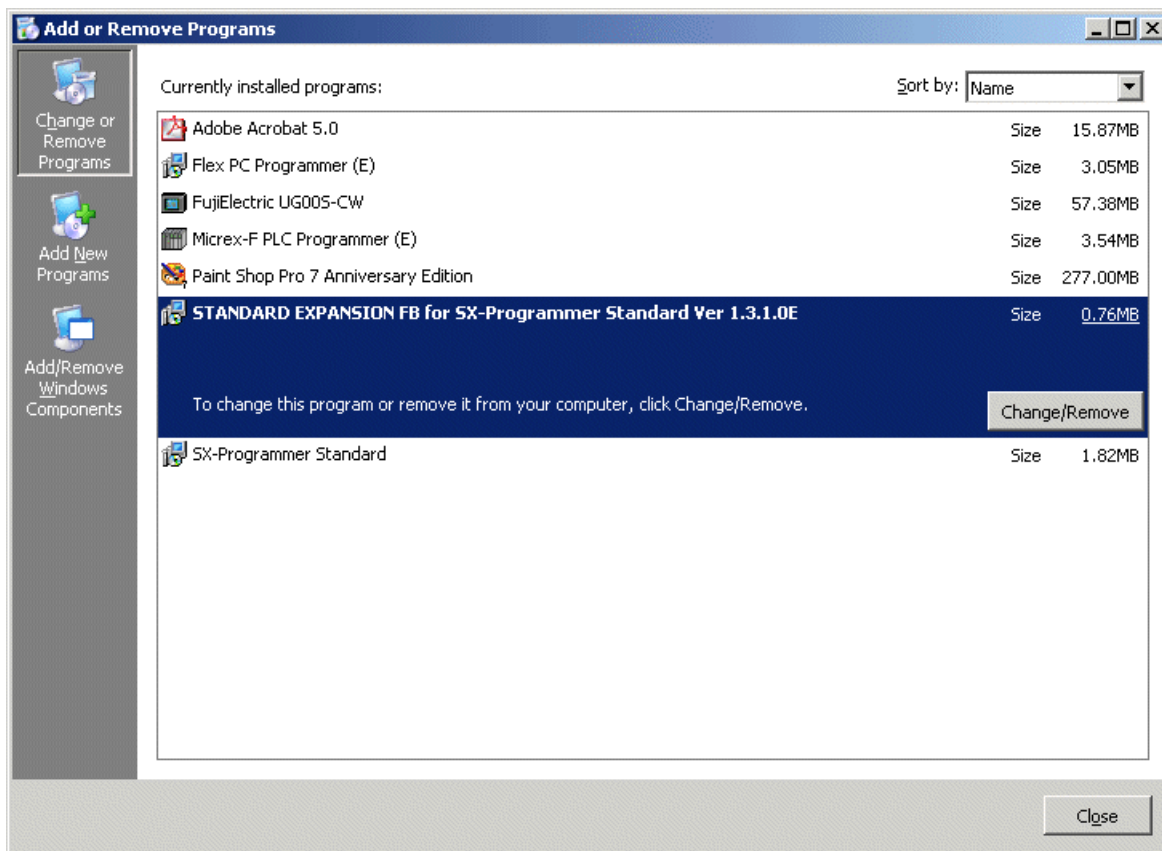 Add or Remove Programs
Change or
Remove
Programs
Add New
Programs
Add/Remove
Windows
Components
Currently installed programs:
Sort by: Name
Adobe Acrobat 5.0 Size 15.87MB
Flex PC Programmer (E) Size 3.05MB
FujiElectric UG00S-CW Size 57.38MB
Micrex-F PLC Programmer (E) Size 3.54MB
Paint Shop Pro 7 Anniversary Edition Size 277.00MB
STANDARD EXPANSION FB for SX-Programmer Standard Ver 1.3.1.0E Size 0.76MB
To change this program or remove it from your computer, click Change/Remove.
Change/Remove
SX-Programmer Standard Size 1.82MB
Close